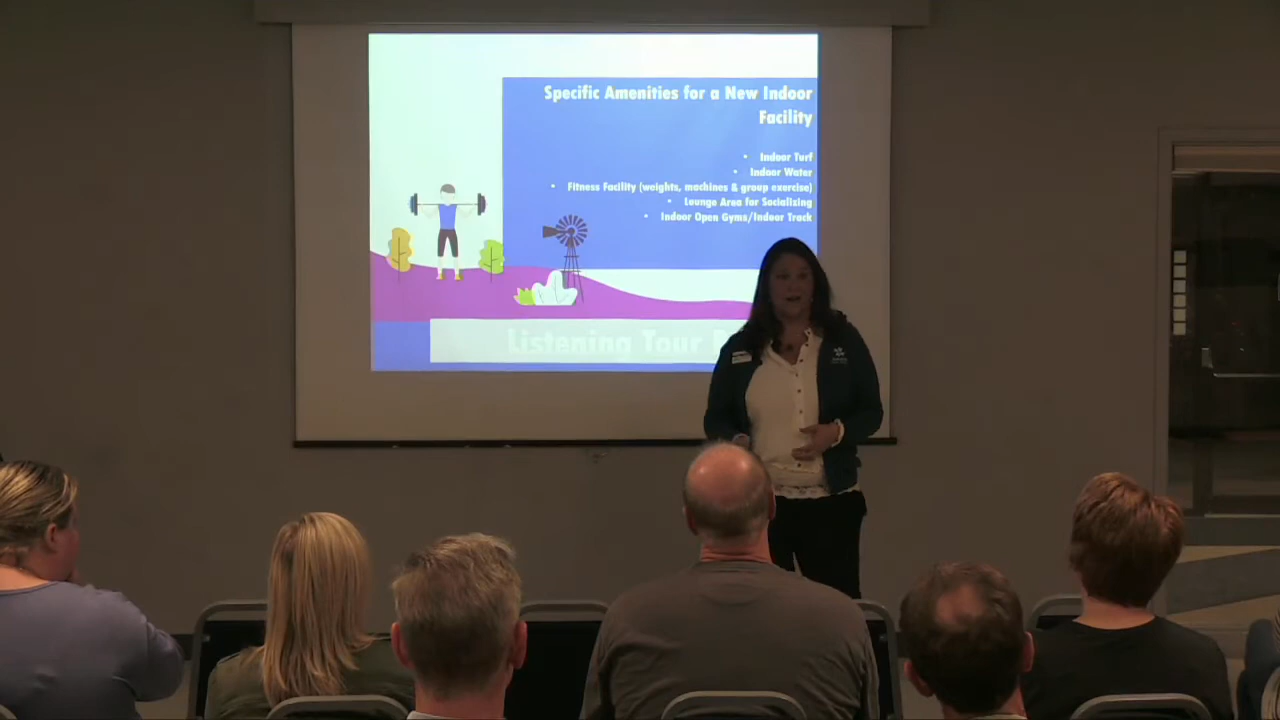 Specific Amenities for a New Indoor
Facility
• Indoor Turf
• Indoor Water
• Fitness Facility (weights, machines & group exercise)
• Lounge Area for Socializing
• Indoor Open Gyms/Indoor Track
Listening Tour